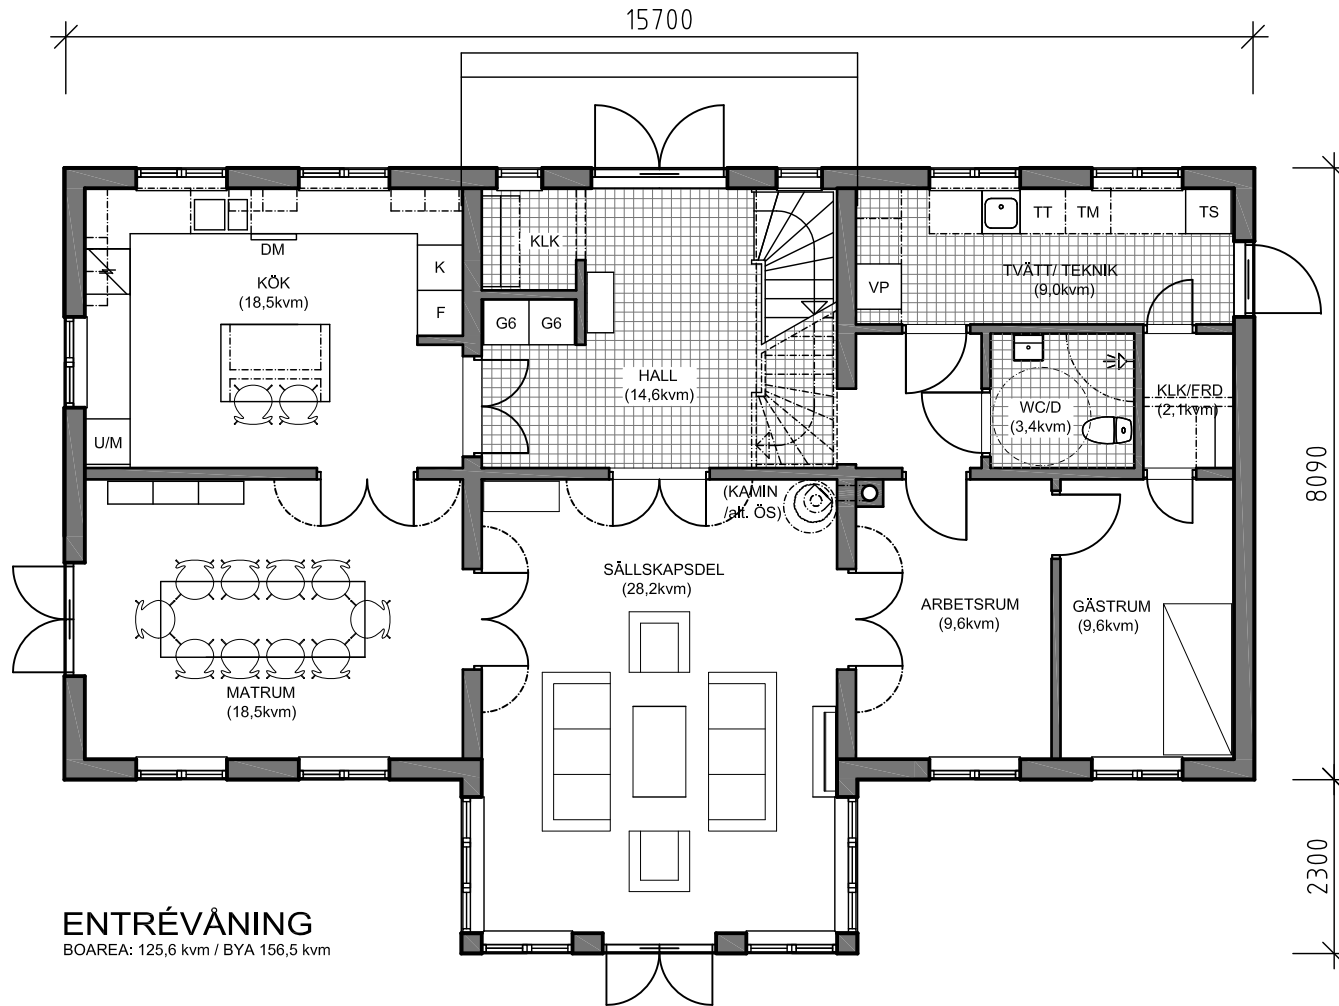 15700
KLK
TT
TM
TS
DM
KÖK
(18,5kvm)
K
F
G6
G6
VP
TVÄTT/ TEKNIK
(9,0kvm)
8090
HALL
(14,6kvm)
WC/D
(3,4kvm)
KLK/FRD
(2,1kvm)
U/M
(KAMIN
/alt. ÖS)
SÄLLSKAPSDEL
(28,2kvm)
ARBETSRUM
(9,6kvm)
GÄSTRUM
(9,6kvm)
MATRUM
(18,5kvm)
2300
ENTRÉVÅNING
BOAREA: 125,6 kvm / BYA 156,5 kvm